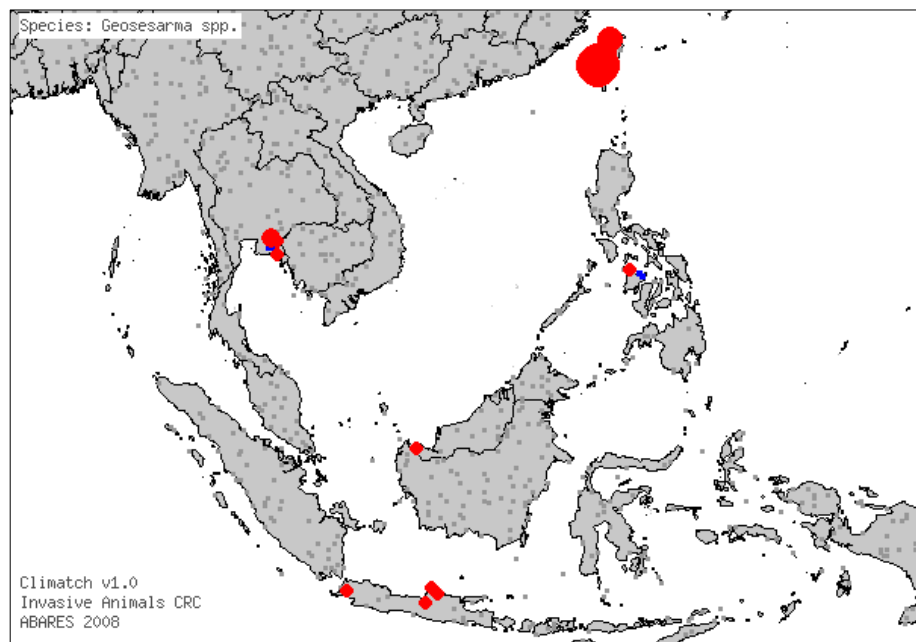 Species: Geosesarma spp.
Climatch v1.0
Invasive Animals CRC
ABARES 2008